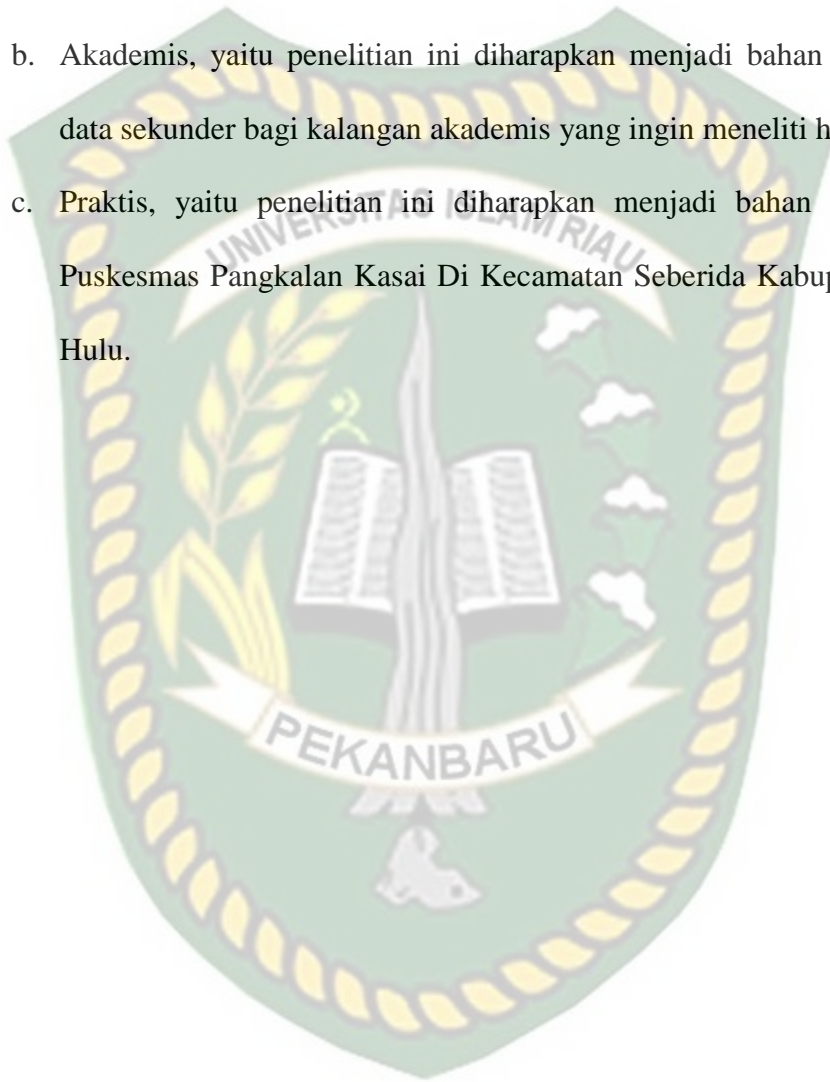 b. Akademis, yaitu penelitian ini diharapkan menjadi bahan
data sekunder bagi kalangan akademis yang ingin meneliti h
c. Praktis, yaitu penelitian ini diharapkan menjadi bahan
Puskesmas Pangkalan Kasai Di Kecamatan Seberida Kabup
Hulu.
UNIVERSITAS ISLAM RIAU
PEKANBARU